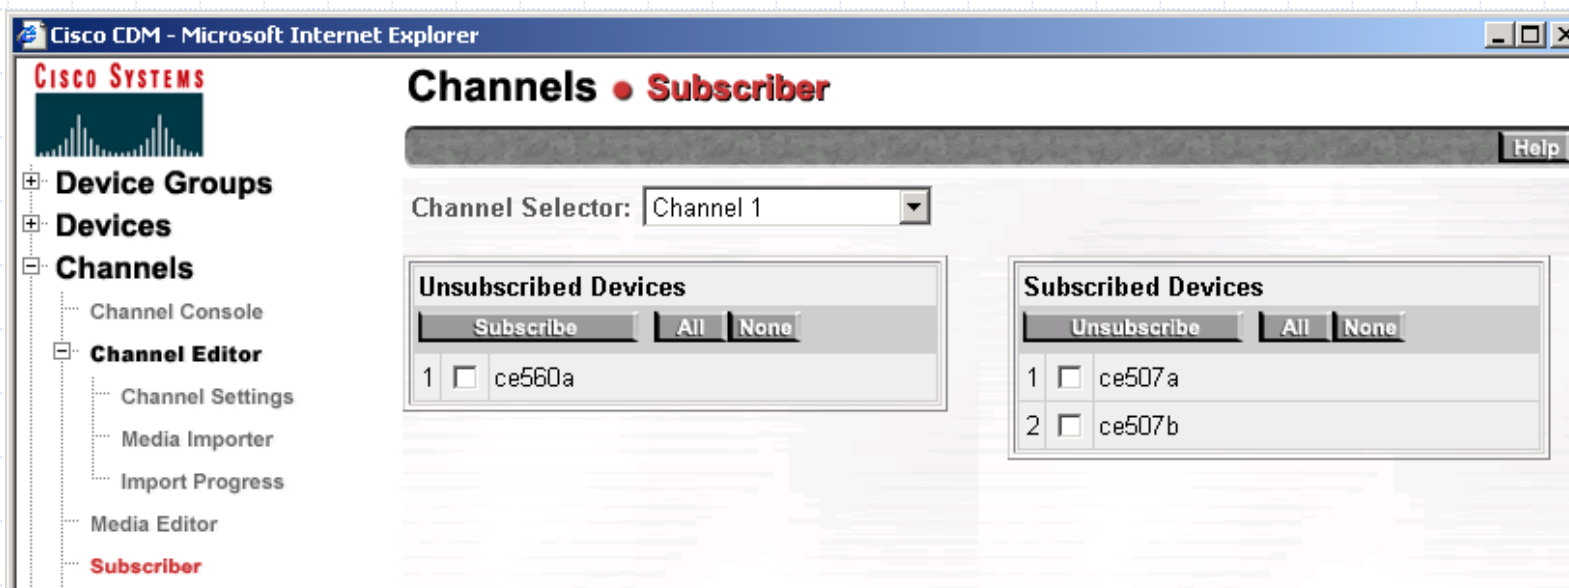 Cisco CDM - Microsoft Internet Explorer
CISCO SYSTEMS
Channels • Subscriber
Help
Device Groups
Devices
Channels
Channel Console
Channel Editor
Channel Settings
Media Importer
Import Progress
Media Editor
Subscriber
Channel Selector: Channel 1
Unsubscribed Devices
Subscribe All None
1 ce560a
Subscribed Devices
Unsubscribe All None
1 ce507a
2 ce507b